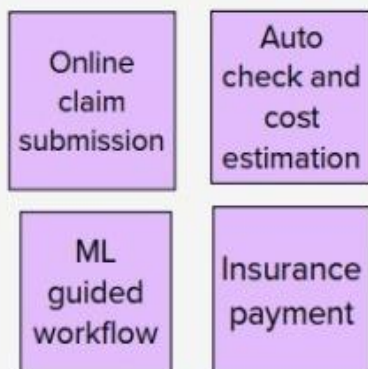 Online
claim
submission
Auto
check and
cost
estimation
ML
guided
workflow
Insurance
payment